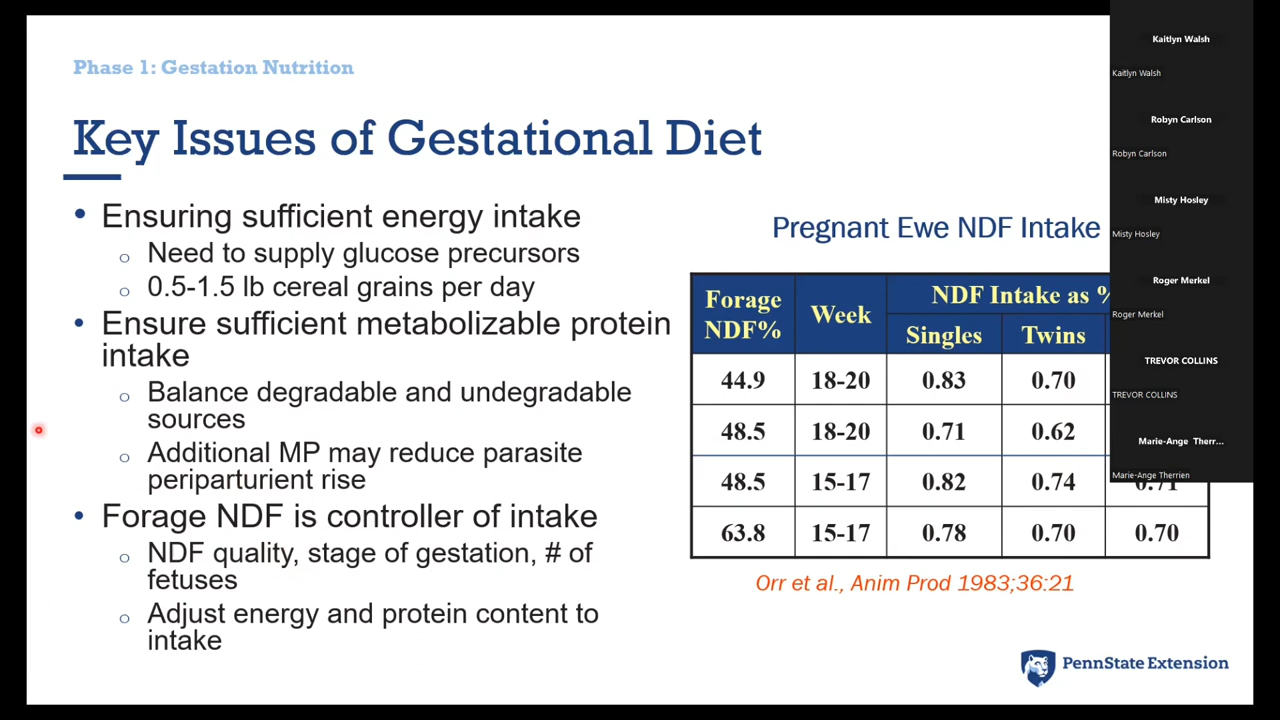 Phase 1: Gestation Nutrition
Key Issues of Gestational Diet
• Ensuring sufficient energy intake
o Need to supply glucose precursors
o 0.5-1.5 lb cereal grains per day
• Ensure sufficient metabolizable protein
intake
o Balance degradable and undegradable
sources
o Additional MP may reduce parasite
periparturient rise
• Forage NDF is controller of intake
o NDF quality, stage of gestation, # of
fetuses
o Adjust energy and protein content to
intake
Pregnant Ewe NDF Intake
Forage NDF% Week NDF Intake as %
Singles Twins
44.9 18-20 0.83 0.70
48.5 18-20 0.71 0.62
48.5 15-17 0.82 0.74 0.71
63.8 15-17 0.78 0.70 0.70
Orr et al., Anim Prod 1983;36:21
PennState Extension
Kaitlyn Walsh
Kaitlyn Walsh
Robyn Carlson
Robyn Carlson
Misty Hosley
Misty Hosley
Roger Merkel
Roger Merkel
TREVOR COLLINS
TREVOR COLLINS
Marie-Ange Therr...
Marie-Ange Therrien